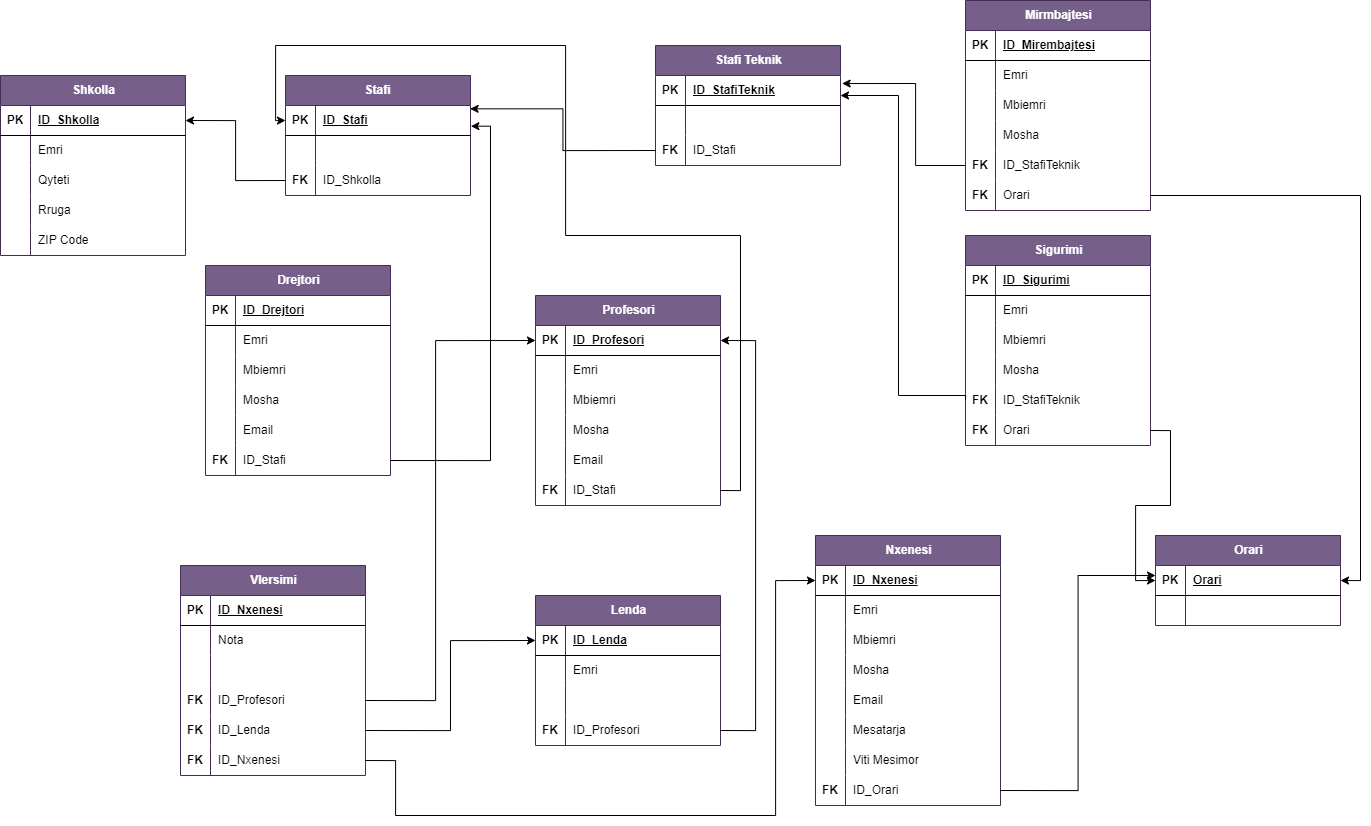 Shkolla
PK ID_Shkolla
Emri
Qyteti
Rruga
ZIP Code
Stafi
PK ID_Stafi
FK ID_Shkolla
Stafi Teknik
PK ID_StafiTeknik
FK ID_Stafi
Mirmbajtesi
PK ID_Mirembajtesi
Emri
Mbiemri
Mosha
FK ID_StafiTeknik
FK Orari
Drejtori
PK ID_Drejtori
Emri
Mbiemri
Mosha
Email
FK ID_Stafi
Profesori
PK ID_Profesori
Emri
Mbiemri
Mosha
Email
FK ID_Stafi
Sigurimi
PK ID_Sigurimi
Emri
Mbiemri
Mosha
FK ID_StafiTeknik
FK Orari
Vlersimi
PK ID_Nxenesi
Nota
FK ID_Profesori
FK ID_Lenda
FK ID_Nxenesi
Lenda
PK ID_Lenda
Emri
FK ID_Profesori
Nxenesi
PK ID_Nxenesi
Emri
Mbiemri
Mosha
Email
Mesatarja
Viti Mesimor
FK ID_Orari
Orari
PK Orari